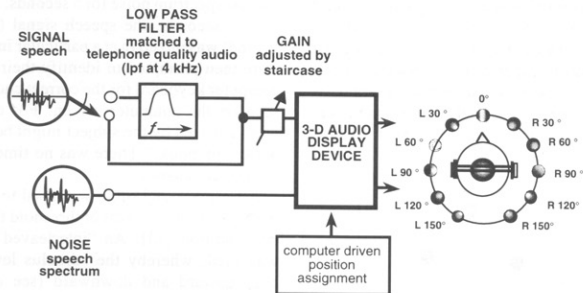 SIGNAL
speech
LOW PASS
FILTER
matched to
telephone quality audio
(lpf at 4 kHz)
f
GAIN
adjusted by
staircase
3-D AUDIO
DISPLAY
DEVICE
NOISE
speech
spectrum
computer driven
position
assignment
0°
L 30°
R 30°
L 60°
R 60°
L 90°
R 90°
L 120°
R 120°
L 150°
R 150°